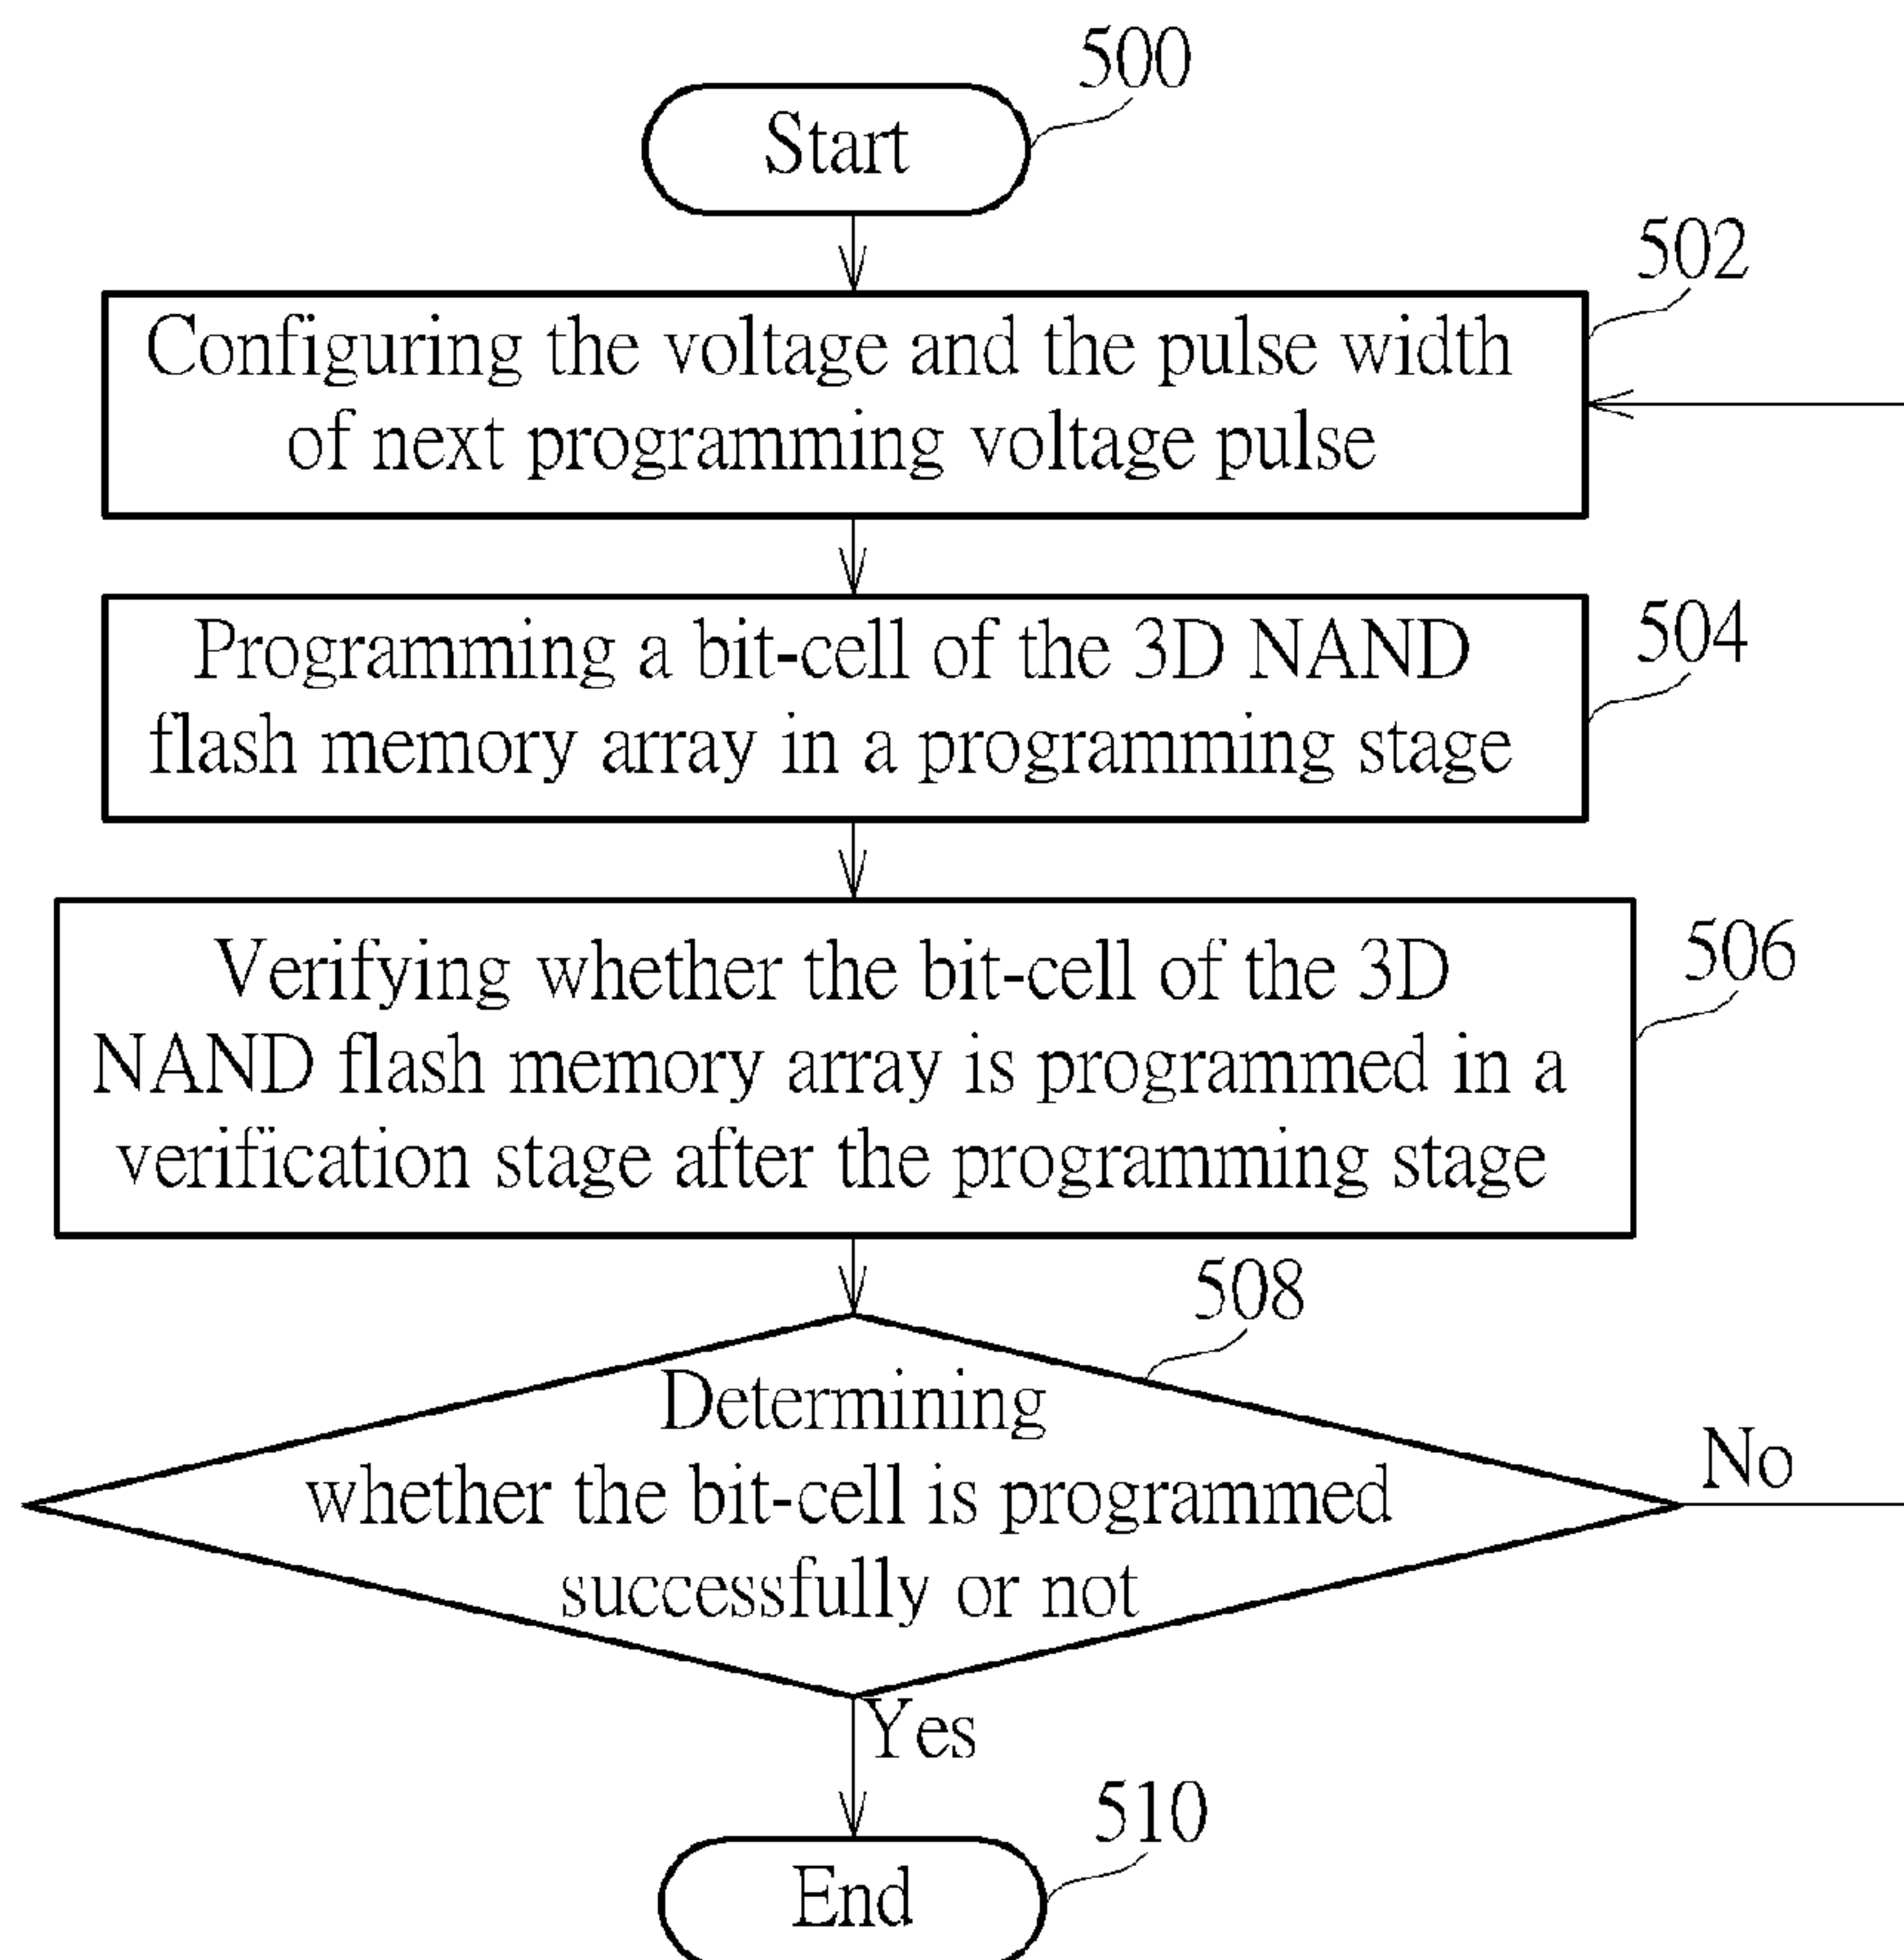 500
Start
502
Configuring the voltage and the pulse width
of next programming voltage pulse
504
Programming a bit-cell of the 3D NAND
flash memory array in a programming stage
506
Verifying whether the bit-cell of the 3D
NAND flash memory array is programmed in a
verification stage after the programming stage
508
Determining
whether the bit-cell is programmed
successfully or not
No
Yes
510
End